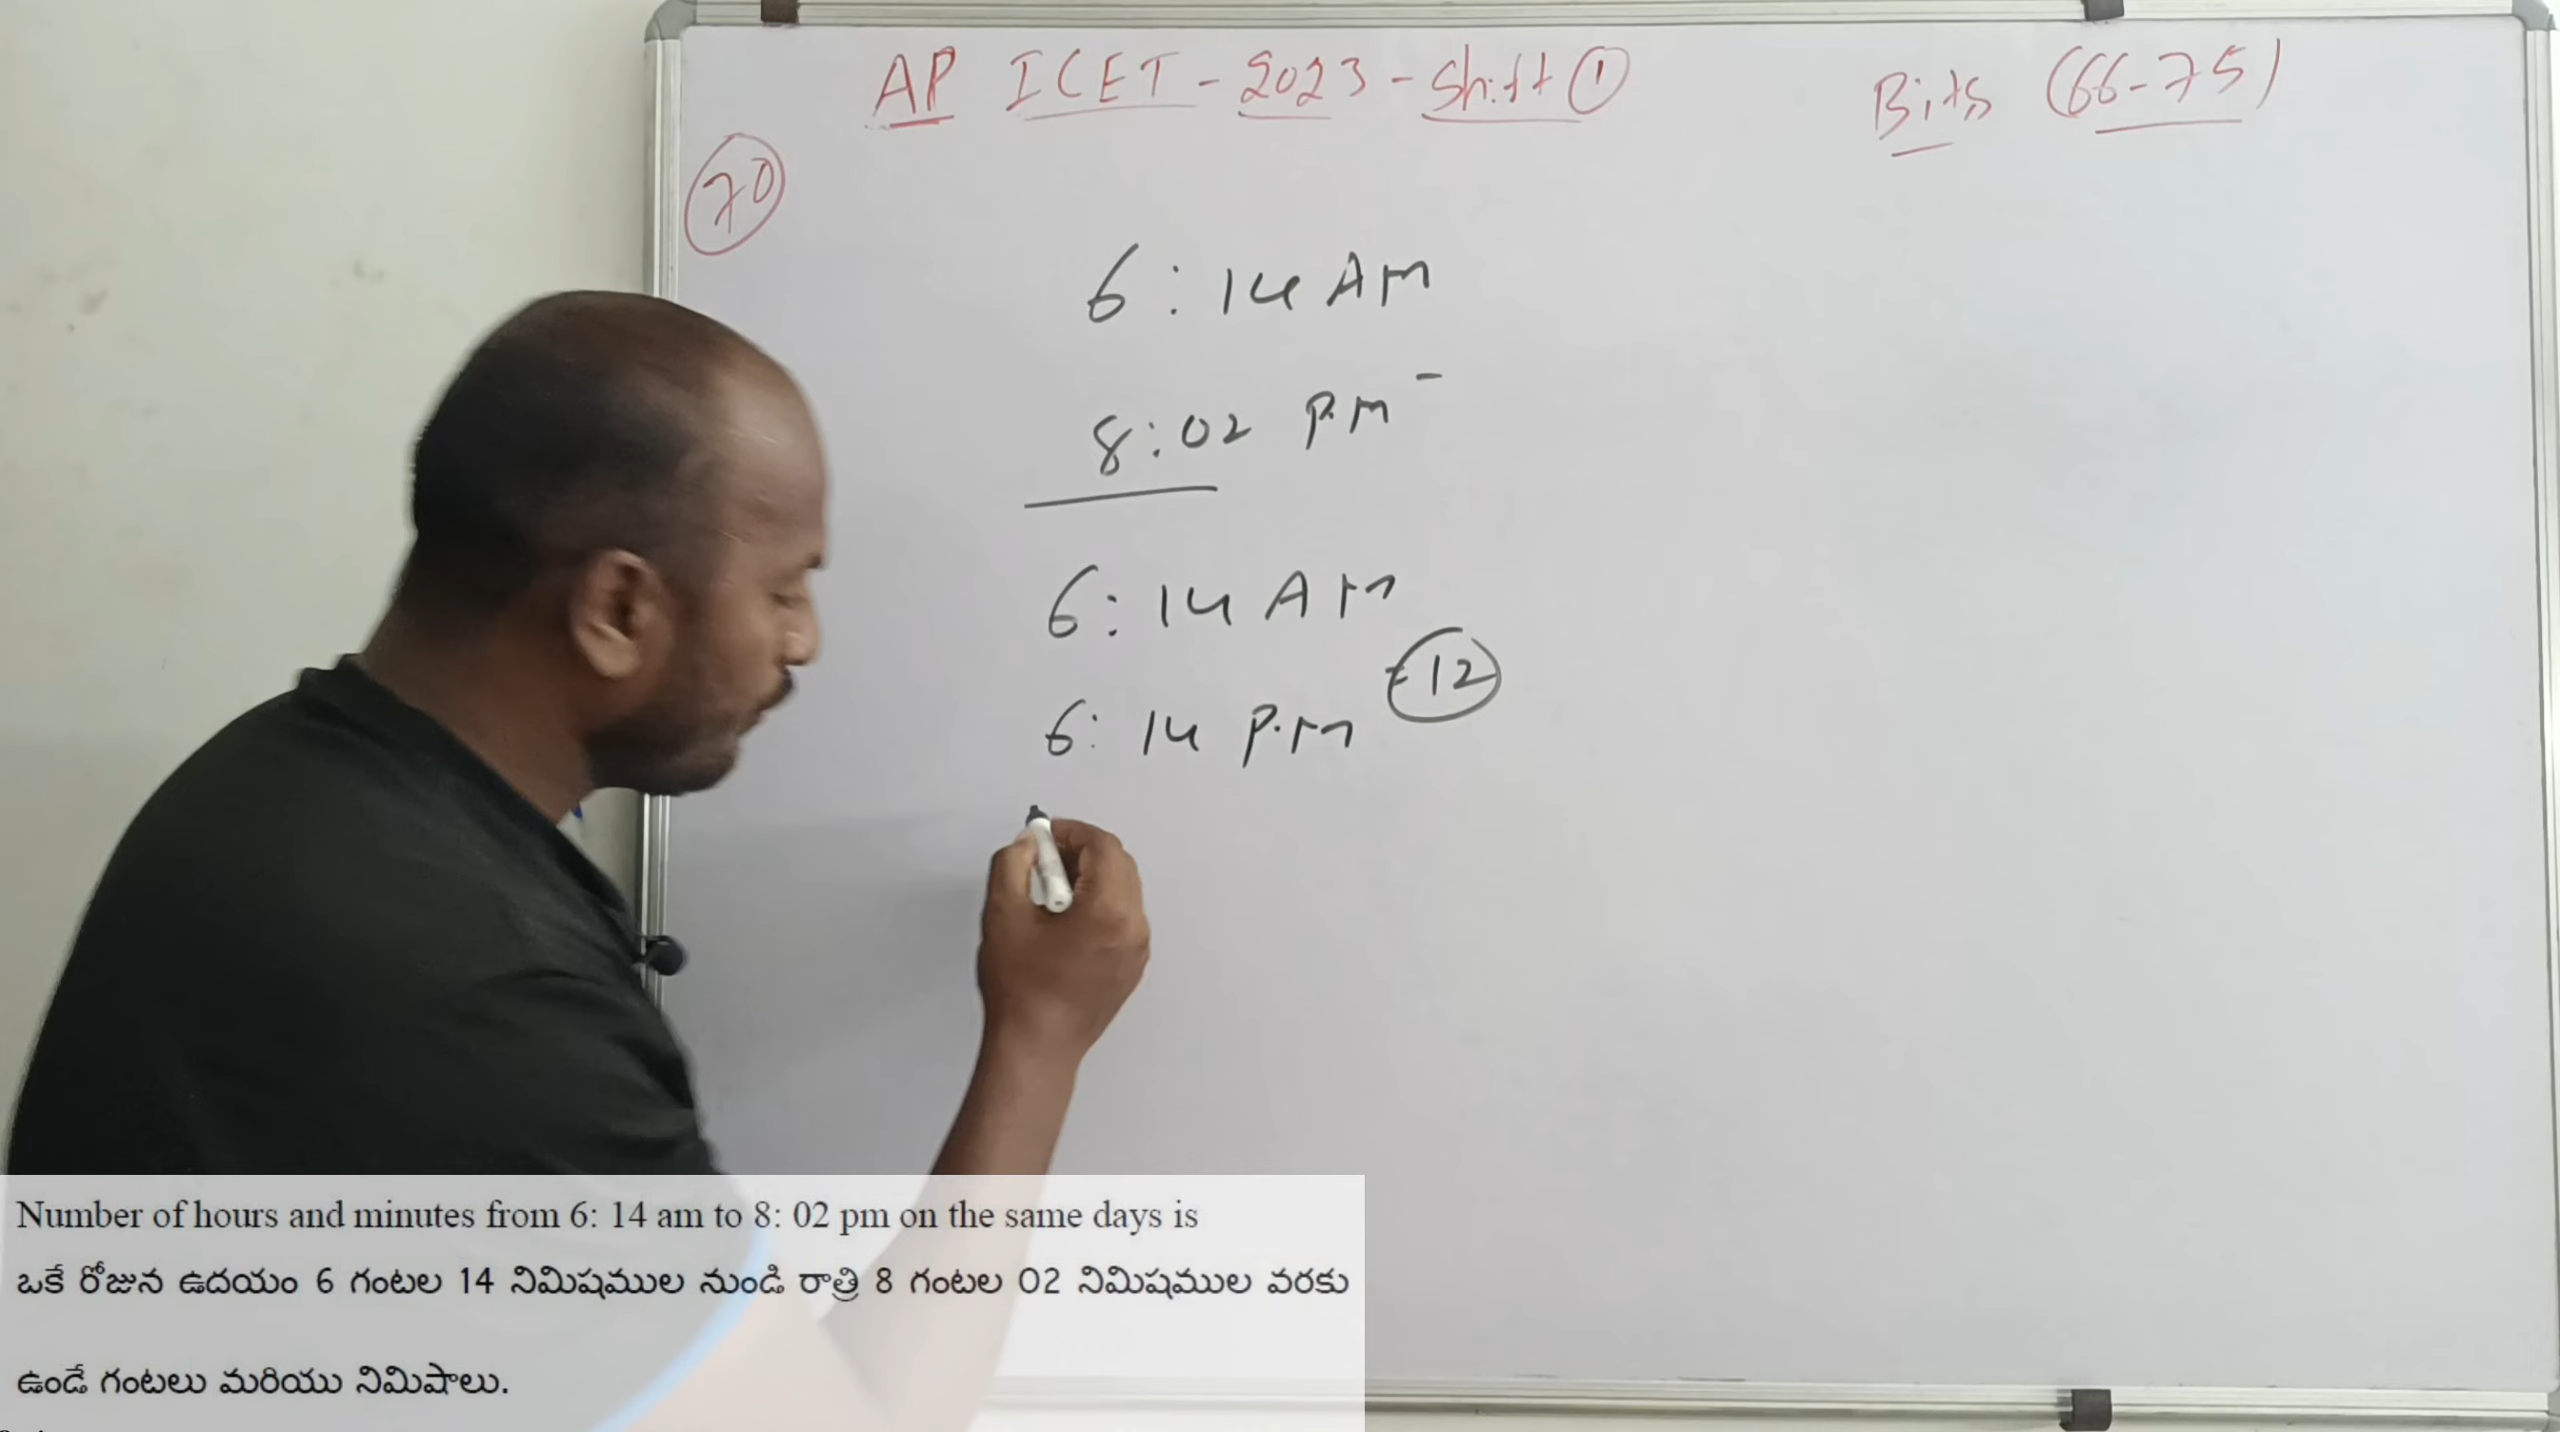 AP ICET - 2023 - Shift ①
Bits (66-75)
70
6 : 14 AM
8 : 02 P.M -
6 : 14 AM
6 : 14 P.M - 12
Number of hours and minutes from 6: 14 am to 8: 02 pm on the same days is
ఒకే రోజున ఉదయం 6 గంటల 14 నిమిషముల నుండి రాత్రి 8 గంటల 02 నిమిషముల వరకు
ఉండే గంటలు మరియు నిమిషాలు.